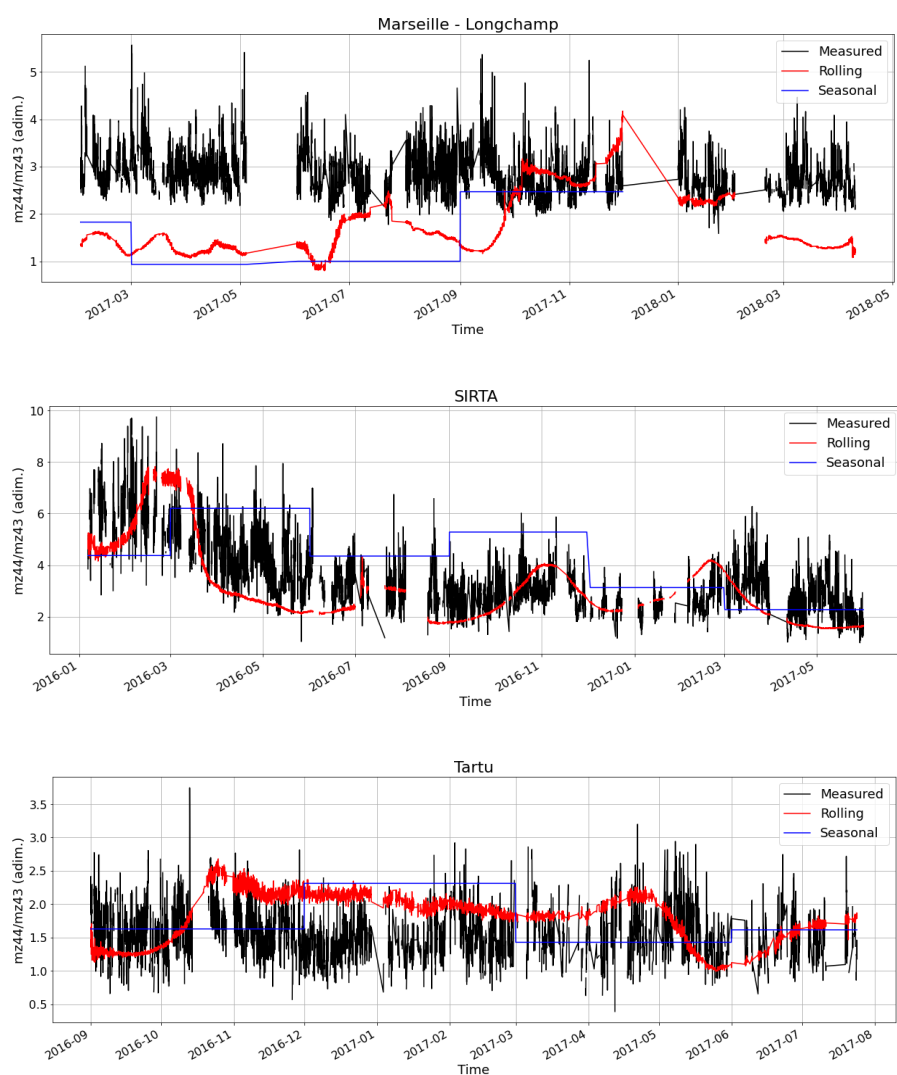 Marseille - Longchamp
mz44/mz43 (adim.)
5
4
3
2
1
Measured
Rolling
Seasonal
2017-03
2017-05
2017-07
2017-09
2017-11
2018-01
2018-03
2018-05
Time
SIRTA
mz44/mz43 (adim.)
10
8
6
4
2
Measured
Rolling
Seasonal
2016-01
2016-03
2016-05
2016-07
2016-09
2016-11
2017-01
2017-03
2017-05
Time
Tartu
mz44/mz43 (adim.)
3.5
3.0
2.5
2.0
1.5
1.0
0.5
Measured
Rolling
Seasonal
2016-09
2016-10
2016-11
2016-12
2017-01
2017-02
2017-03
2017-04
2017-05
2017-06
2017-07
2017-08
Time